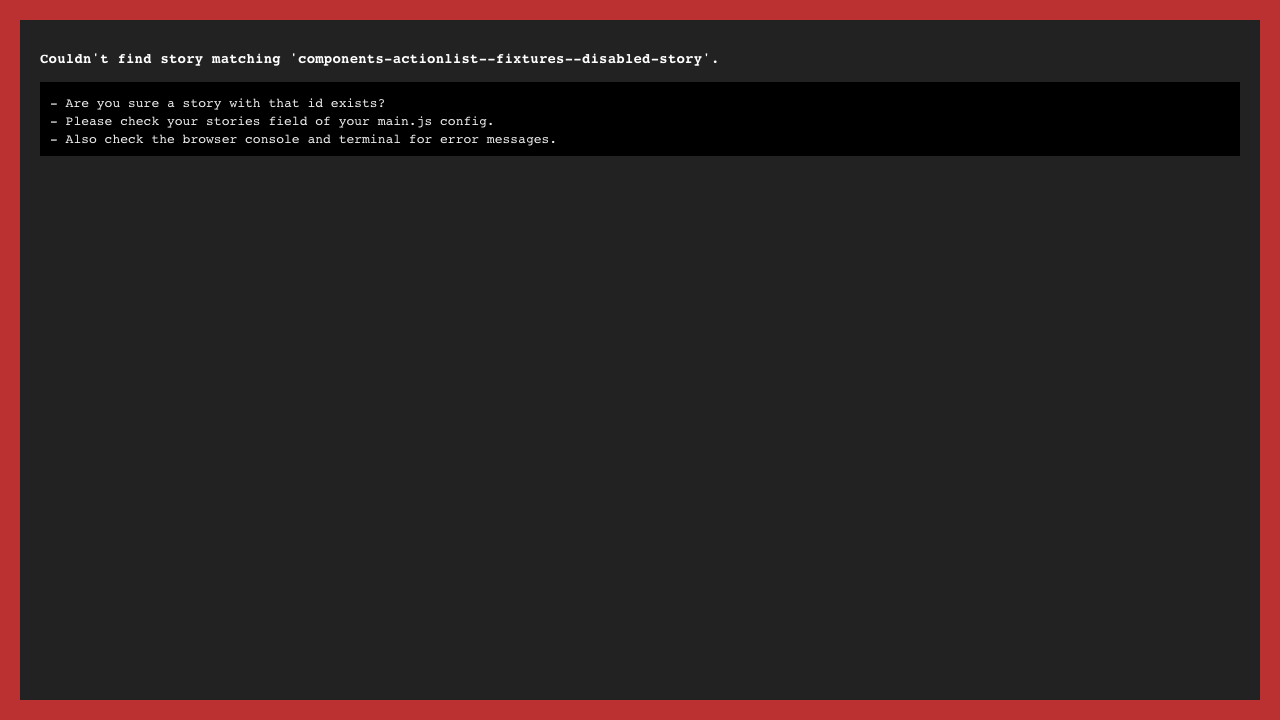 Couldn't find story matching 'components-actionlist--fixtures--disabled-story'.
- Are you sure a story with that id exists?
- Please check your stories field of your main.js config.
- Also check the browser console and terminal for error messages.